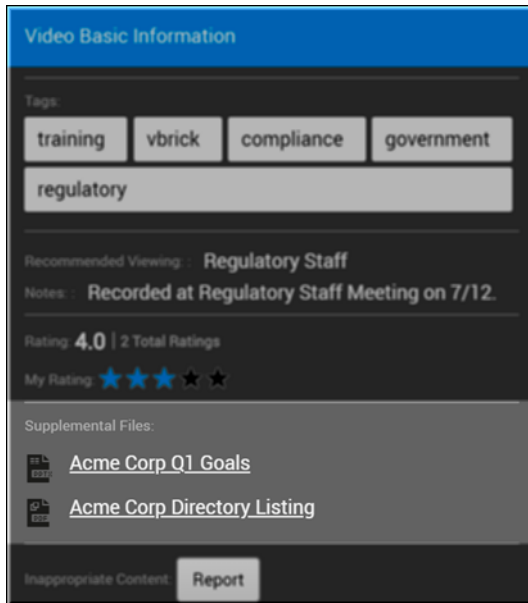 Video Basic Information
Tags:
training vbrick compliance government
regulatory
Recommended Viewing: : Regulatory Staff
Notes: : Recorded at Regulatory Staff Meeting on 7/12.
Rating: 4.0 | 2 Total Ratings
My Rating:
Supplemental Files:
Acme Corp Q1 Goals
Acme Corp Directory Listing
Inappropriate Content: Report